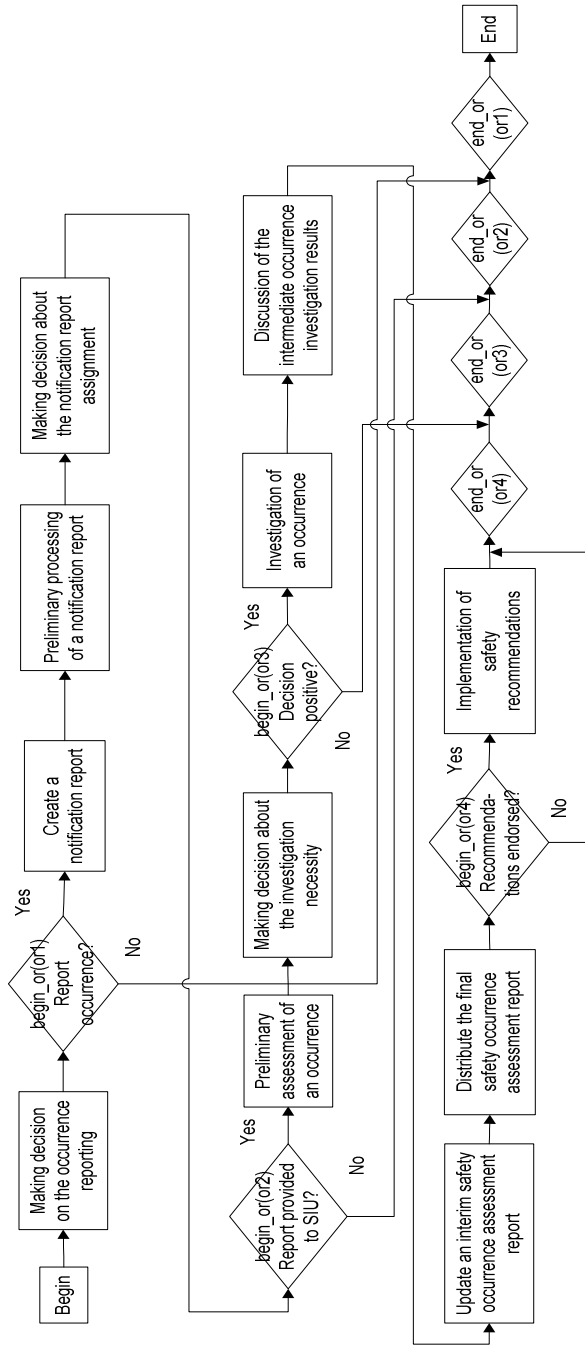 Begin
Making decision
on the occurrence
reporting
begin_or(or1)
Report
occurrence?
Yes
No
Create a
notification report
Preliminary processing
of a notification report
Making decision about
the notification report
assignment
begin_or(or2)
Report provided
to SIU?
Yes
No
Preliminary
assessment of
an occurrence
Making decision about
the investigation
necessity
begin_or(or3)
Decision
positive?
Yes
No
Investigation of
an occurrence
Discussion of the
intermediate occurrence
investigation results
Update an interim safety
occurrence assessment
report
Distribute the final
safety occurrence
assessment report
begin_or(or4)
Recommenda-
tions endorsed?
Yes
No
Implementation of
safety
recommendations
end_or
(or4)
end_or
(or3)
end_or
(or2)
end_or
(or1)
End